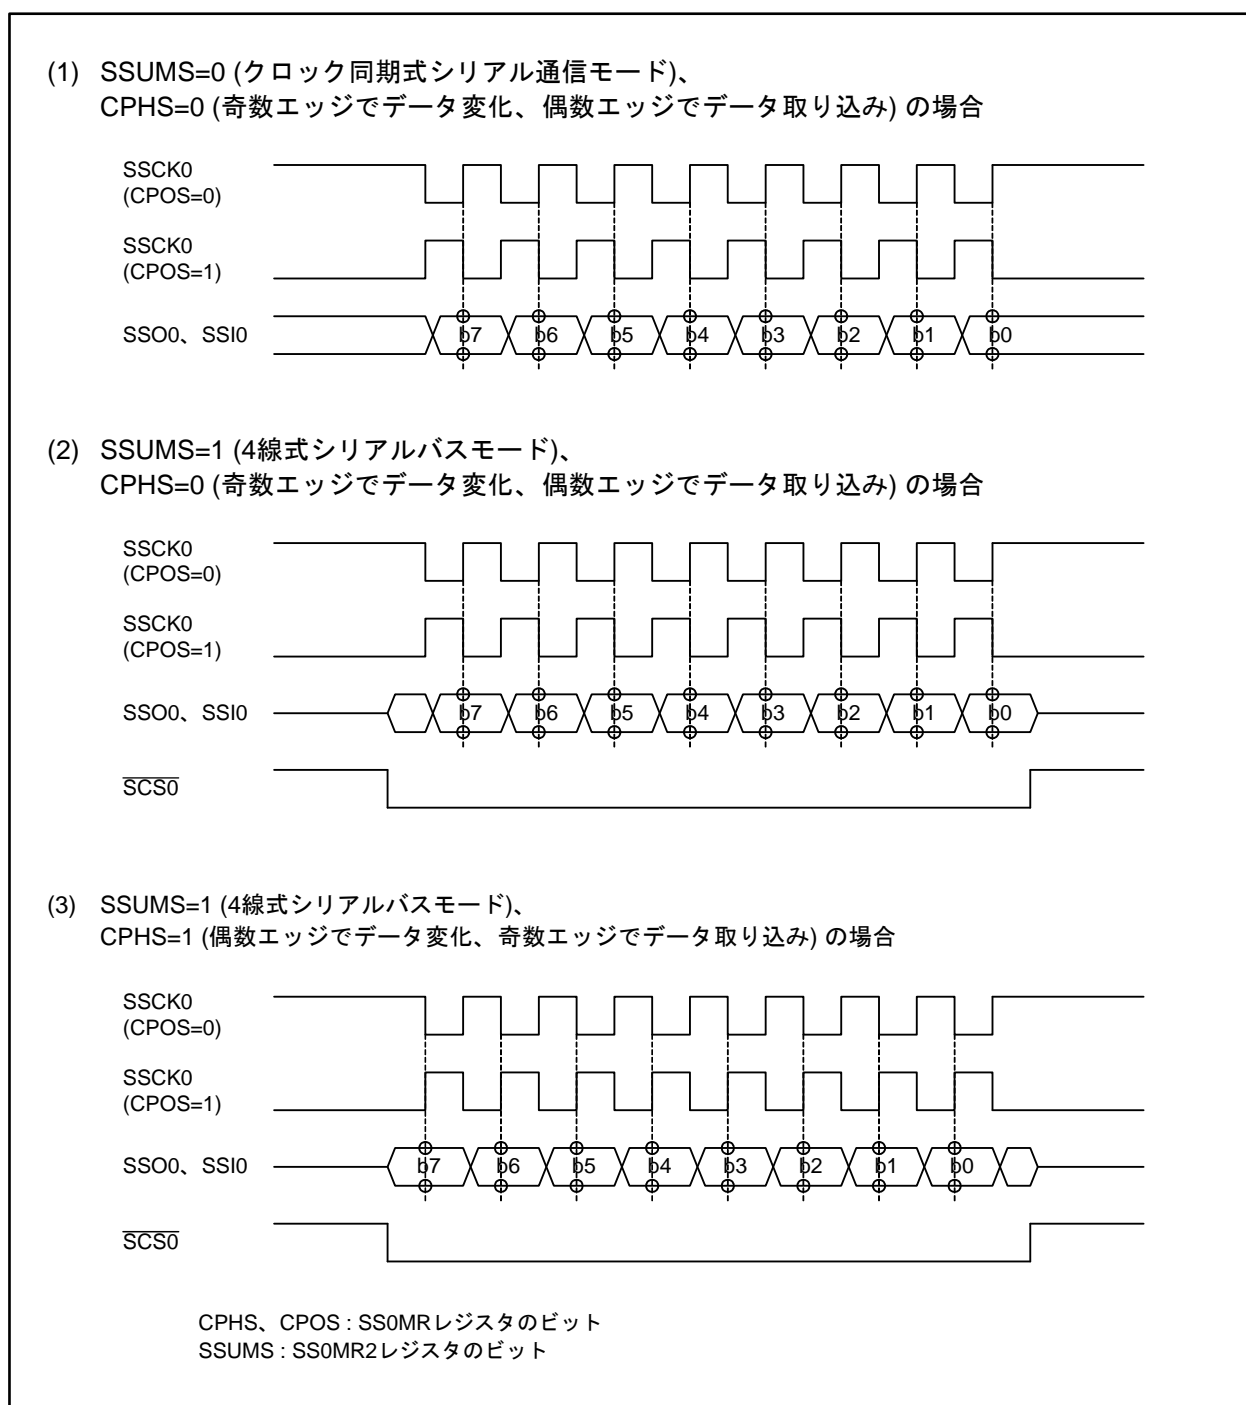 (1) SSUMS=0 (クロック同期式シリアル通信モード)、
CPHS=0 (奇数エッジでデータ変化、偶数エッジでデータ取り込み) の場合
SSCK0
(CPOS=0)
SSCK0
(CPOS=1)
SSO0、SSI0 b7 b6 b5 b4 b3 b2 b1 b0
(2) SSUMS=1 (4線式シリアルバスモード)、
CPHS=0 (奇数エッジでデータ変化、偶数エッジでデータ取り込み) の場合
SSCK0
(CPOS=0)
SSCK0
(CPOS=1)
SSO0、SSI0 b7 b6 b5 b4 b3 b2 b1 b0
SCS0
(3) SSUMS=1 (4線式シリアルバスモード)、
CPHS=1 (偶数エッジでデータ変化、奇数エッジでデータ取り込み) の場合
SSCK0
(CPOS=0)
SSCK0
(CPOS=1)
SSO0、SSI0 b7 b6 b5 b4 b3 b2 b1 b0
SCS0
CPHS、CPOS : SS0MRレジスタのビット
SSUMS : SS0MR2レジスタのビット